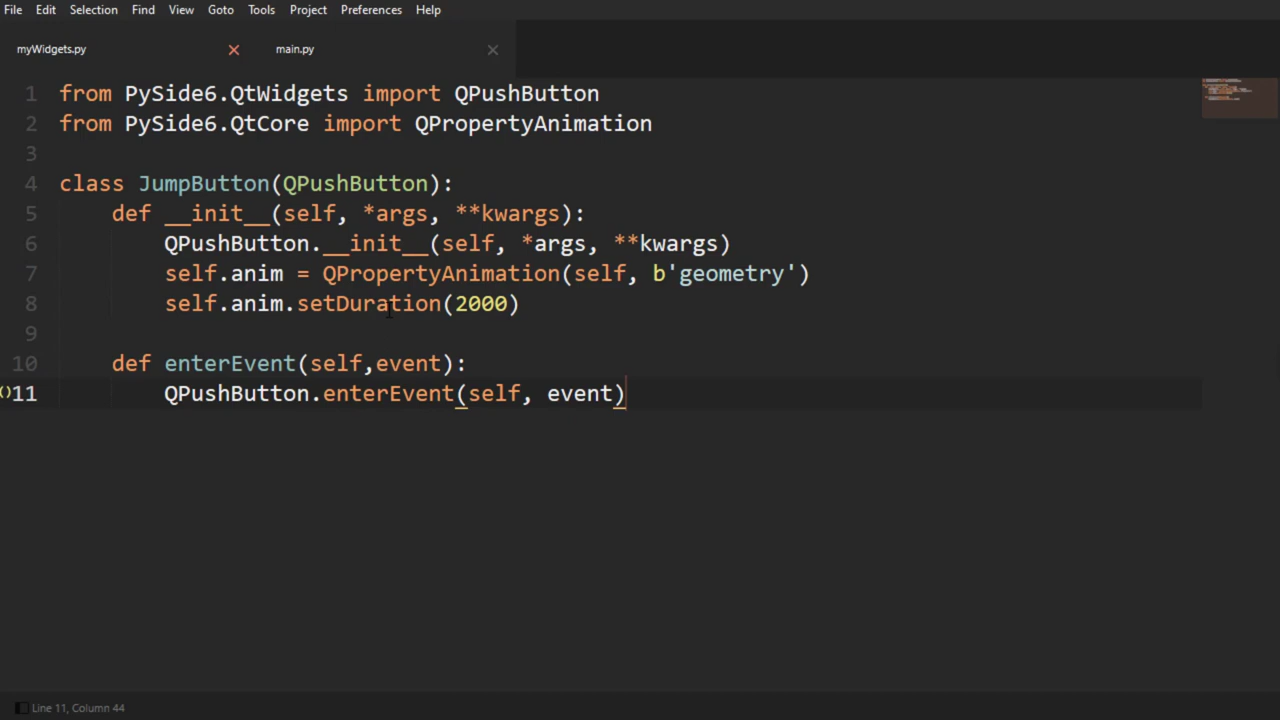 File Edit Selection Find View Goto Tools Project Preferences Help
myWidgets.py × main.py ×
1 from PySide6.QtWidgets import QPushButton
2 from PySide6.QtCore import QPropertyAnimation
3
4 class JumpButton(QPushButton):
5     def __init__(self, *args, **kwargs):
6         QPushButton.__init__(self, *args, **kwargs)
7         self.anim = QPropertyAnimation(self, b'geometry')
8         self.anim.setDuration(2000)
9
10     def enterEvent(self,event):
()11         QPushButton.enterEvent(self, event)
Line 11, Column 44